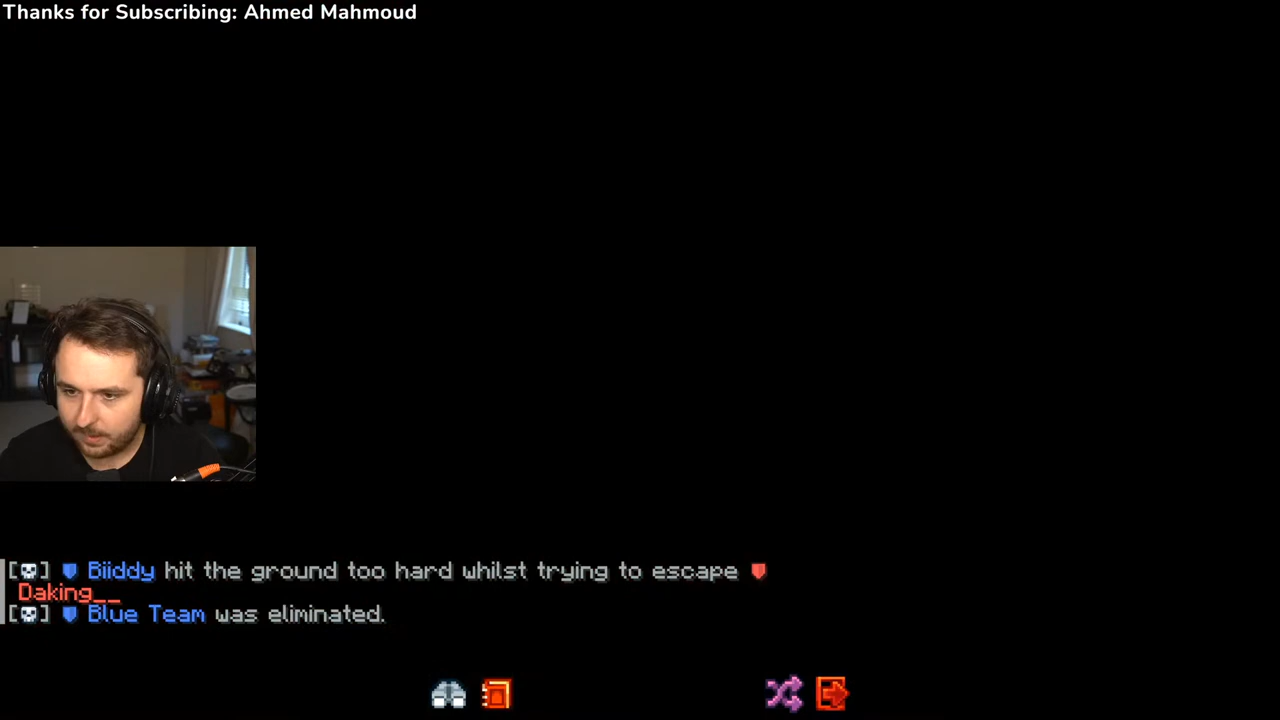 Thanks for Subscribing: Ahmed Mahmoud
[☠] Biiddy hit the ground too hard whilst trying to escape
Daking__
[☠] Blue Team was eliminated.